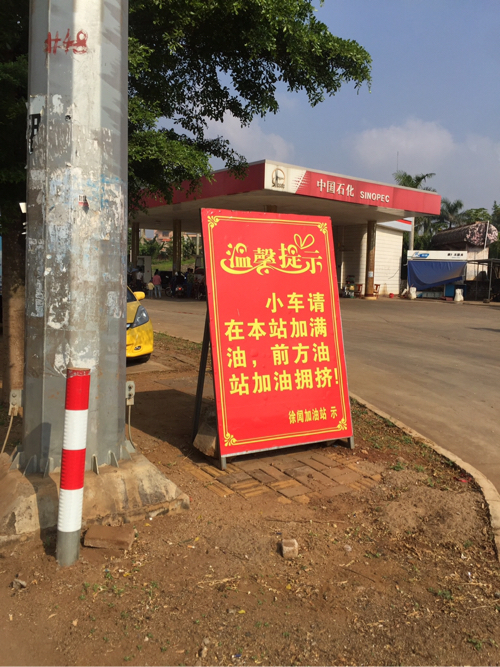 #48
中国石化 SINOPEC
温馨提示
小车请
在本站加满
油，前方油
站加油拥挤！
徐闻加油站 示